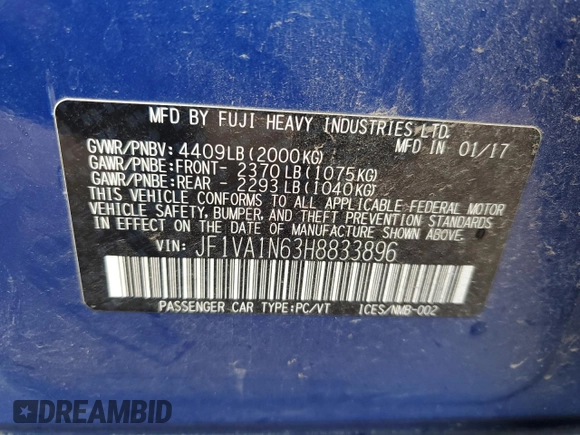 MFD BY FUJI HEAVY INDUSTRIES LTD.
MFD IN 01/17
GVWR/PNBV: 4409LB(2000KG)
GAWR/PNBE:FRONT- 2370LB(1075KG)
GAWR/PNBE:REAR - 2293LB(1040KG)
THIS VEHICLE CONFORMS TO ALL APPLICABLE FEDERAL MOTOR
VEHICLE SAFETY, BUMPER, AND THEFT PREVENTION STANDARDS
IN EFFECT ON THE DATE OF MANUFACTURE SHOWN ABOVE.
VIN: JF1VA1N63H8833896
PASSENGER CAR TYPE:PC/VT ICES/NMB-002
DREAMBID